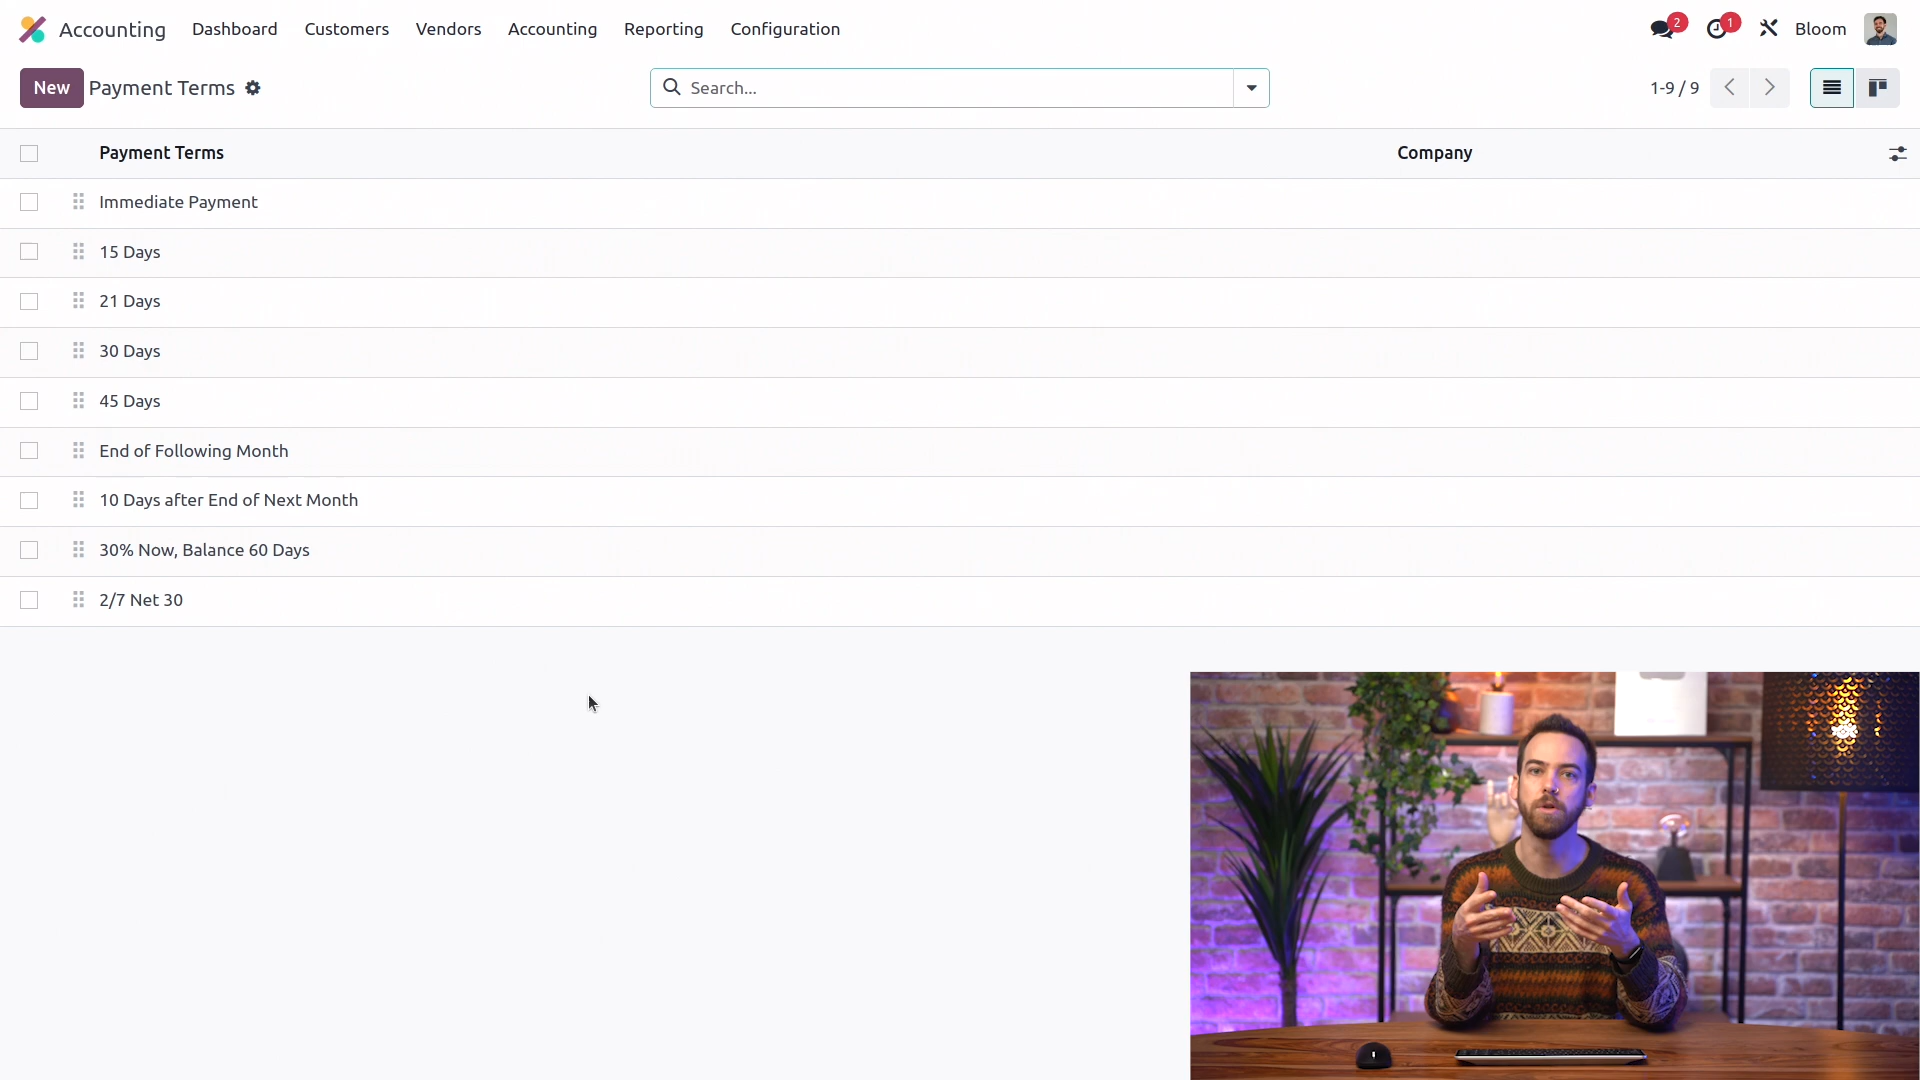 Accounting Dashboard Customers Vendors Accounting Reporting Configuration 2 1 Bloom
New Payment Terms Search... 1-9 / 9
Payment Terms Company
Immediate Payment
15 Days
21 Days
30 Days
45 Days
End of Following Month
10 Days after End of Next Month
30% Now, Balance 60 Days
2/7 Net 30